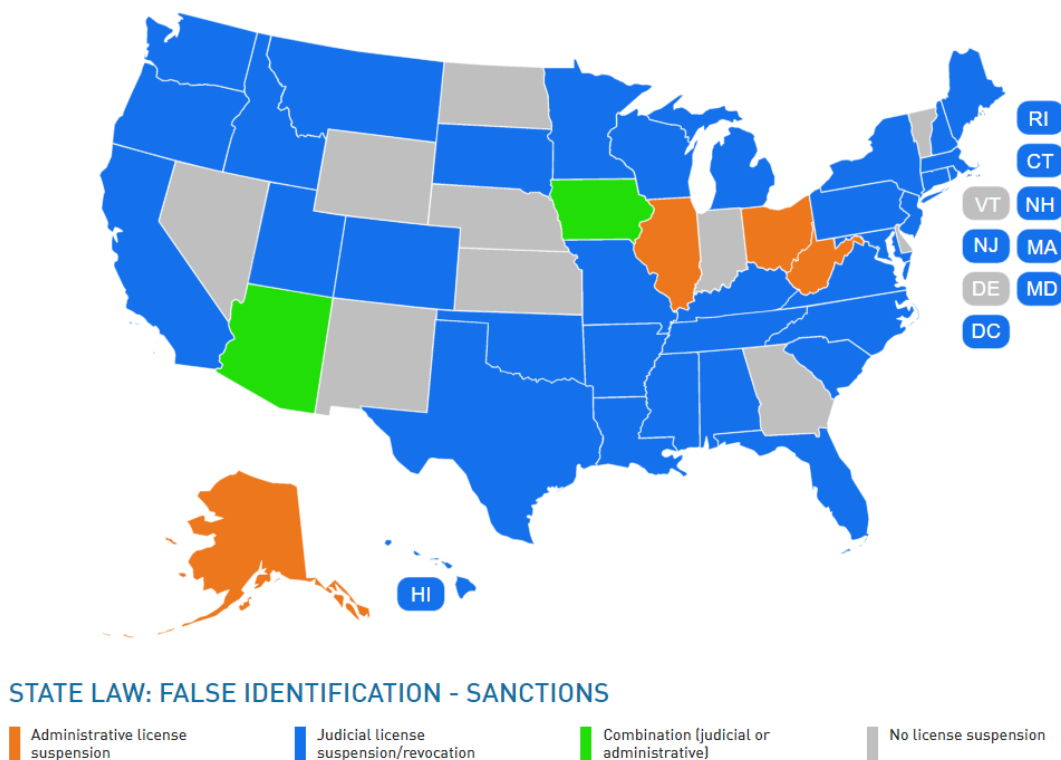 RI
CT
VT NH
NJ MA
DE MD
DC
HI
STATE LAW: FALSE IDENTIFICATION - SANCTIONS
Administrative license
suspension
Judicial license
suspension/revocation
Combination (judicial or
administrative)
No license suspension